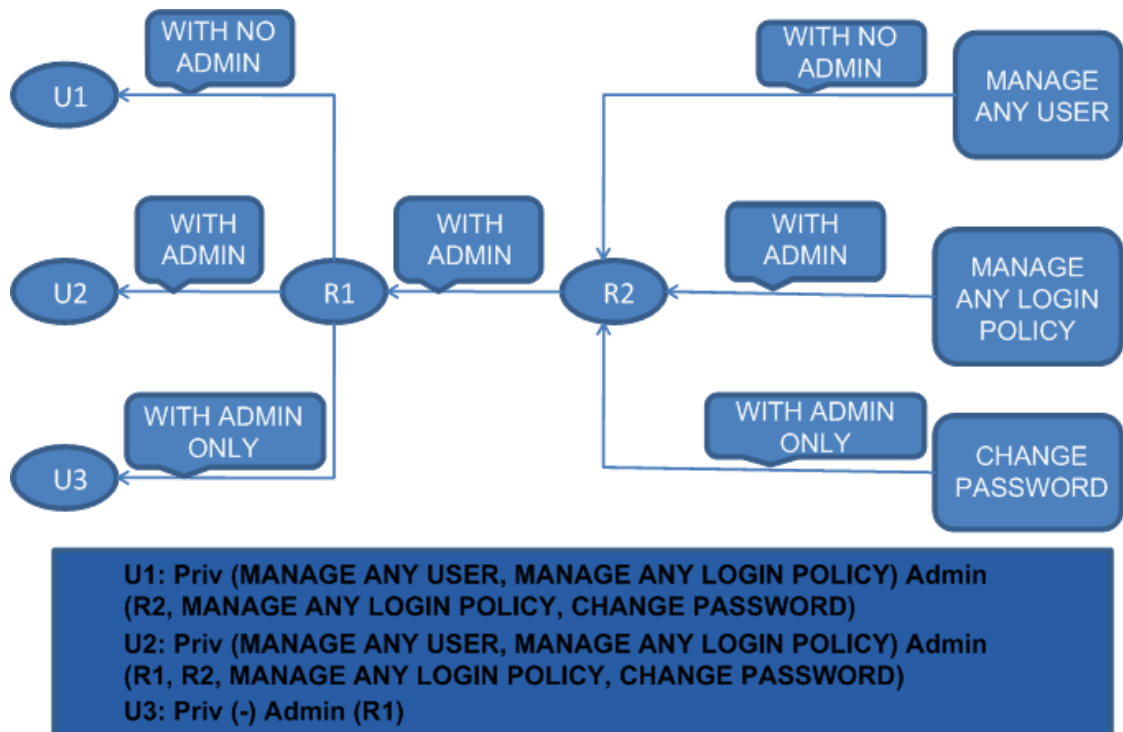 WITH NO
ADMIN
WITH NO
ADMIN
MANAGE
ANY USER
U1
WITH
ADMIN
WITH
ADMIN
WITH
ADMIN
MANAGE
ANY LOGIN
POLICY
U2
R1
R2
WITH ADMIN
ONLY
WITH ADMIN
ONLY
CHANGE
PASSWORD
U3
U1: Priv (MANAGE ANY USER, MANAGE ANY LOGIN POLICY) Admin
(R2, MANAGE ANY LOGIN POLICY, CHANGE PASSWORD)
U2: Priv (MANAGE ANY USER, MANAGE ANY LOGIN POLICY) Admin
(R1, R2, MANAGE ANY LOGIN POLICY, CHANGE PASSWORD)
U3: Priv (-) Admin (R1)